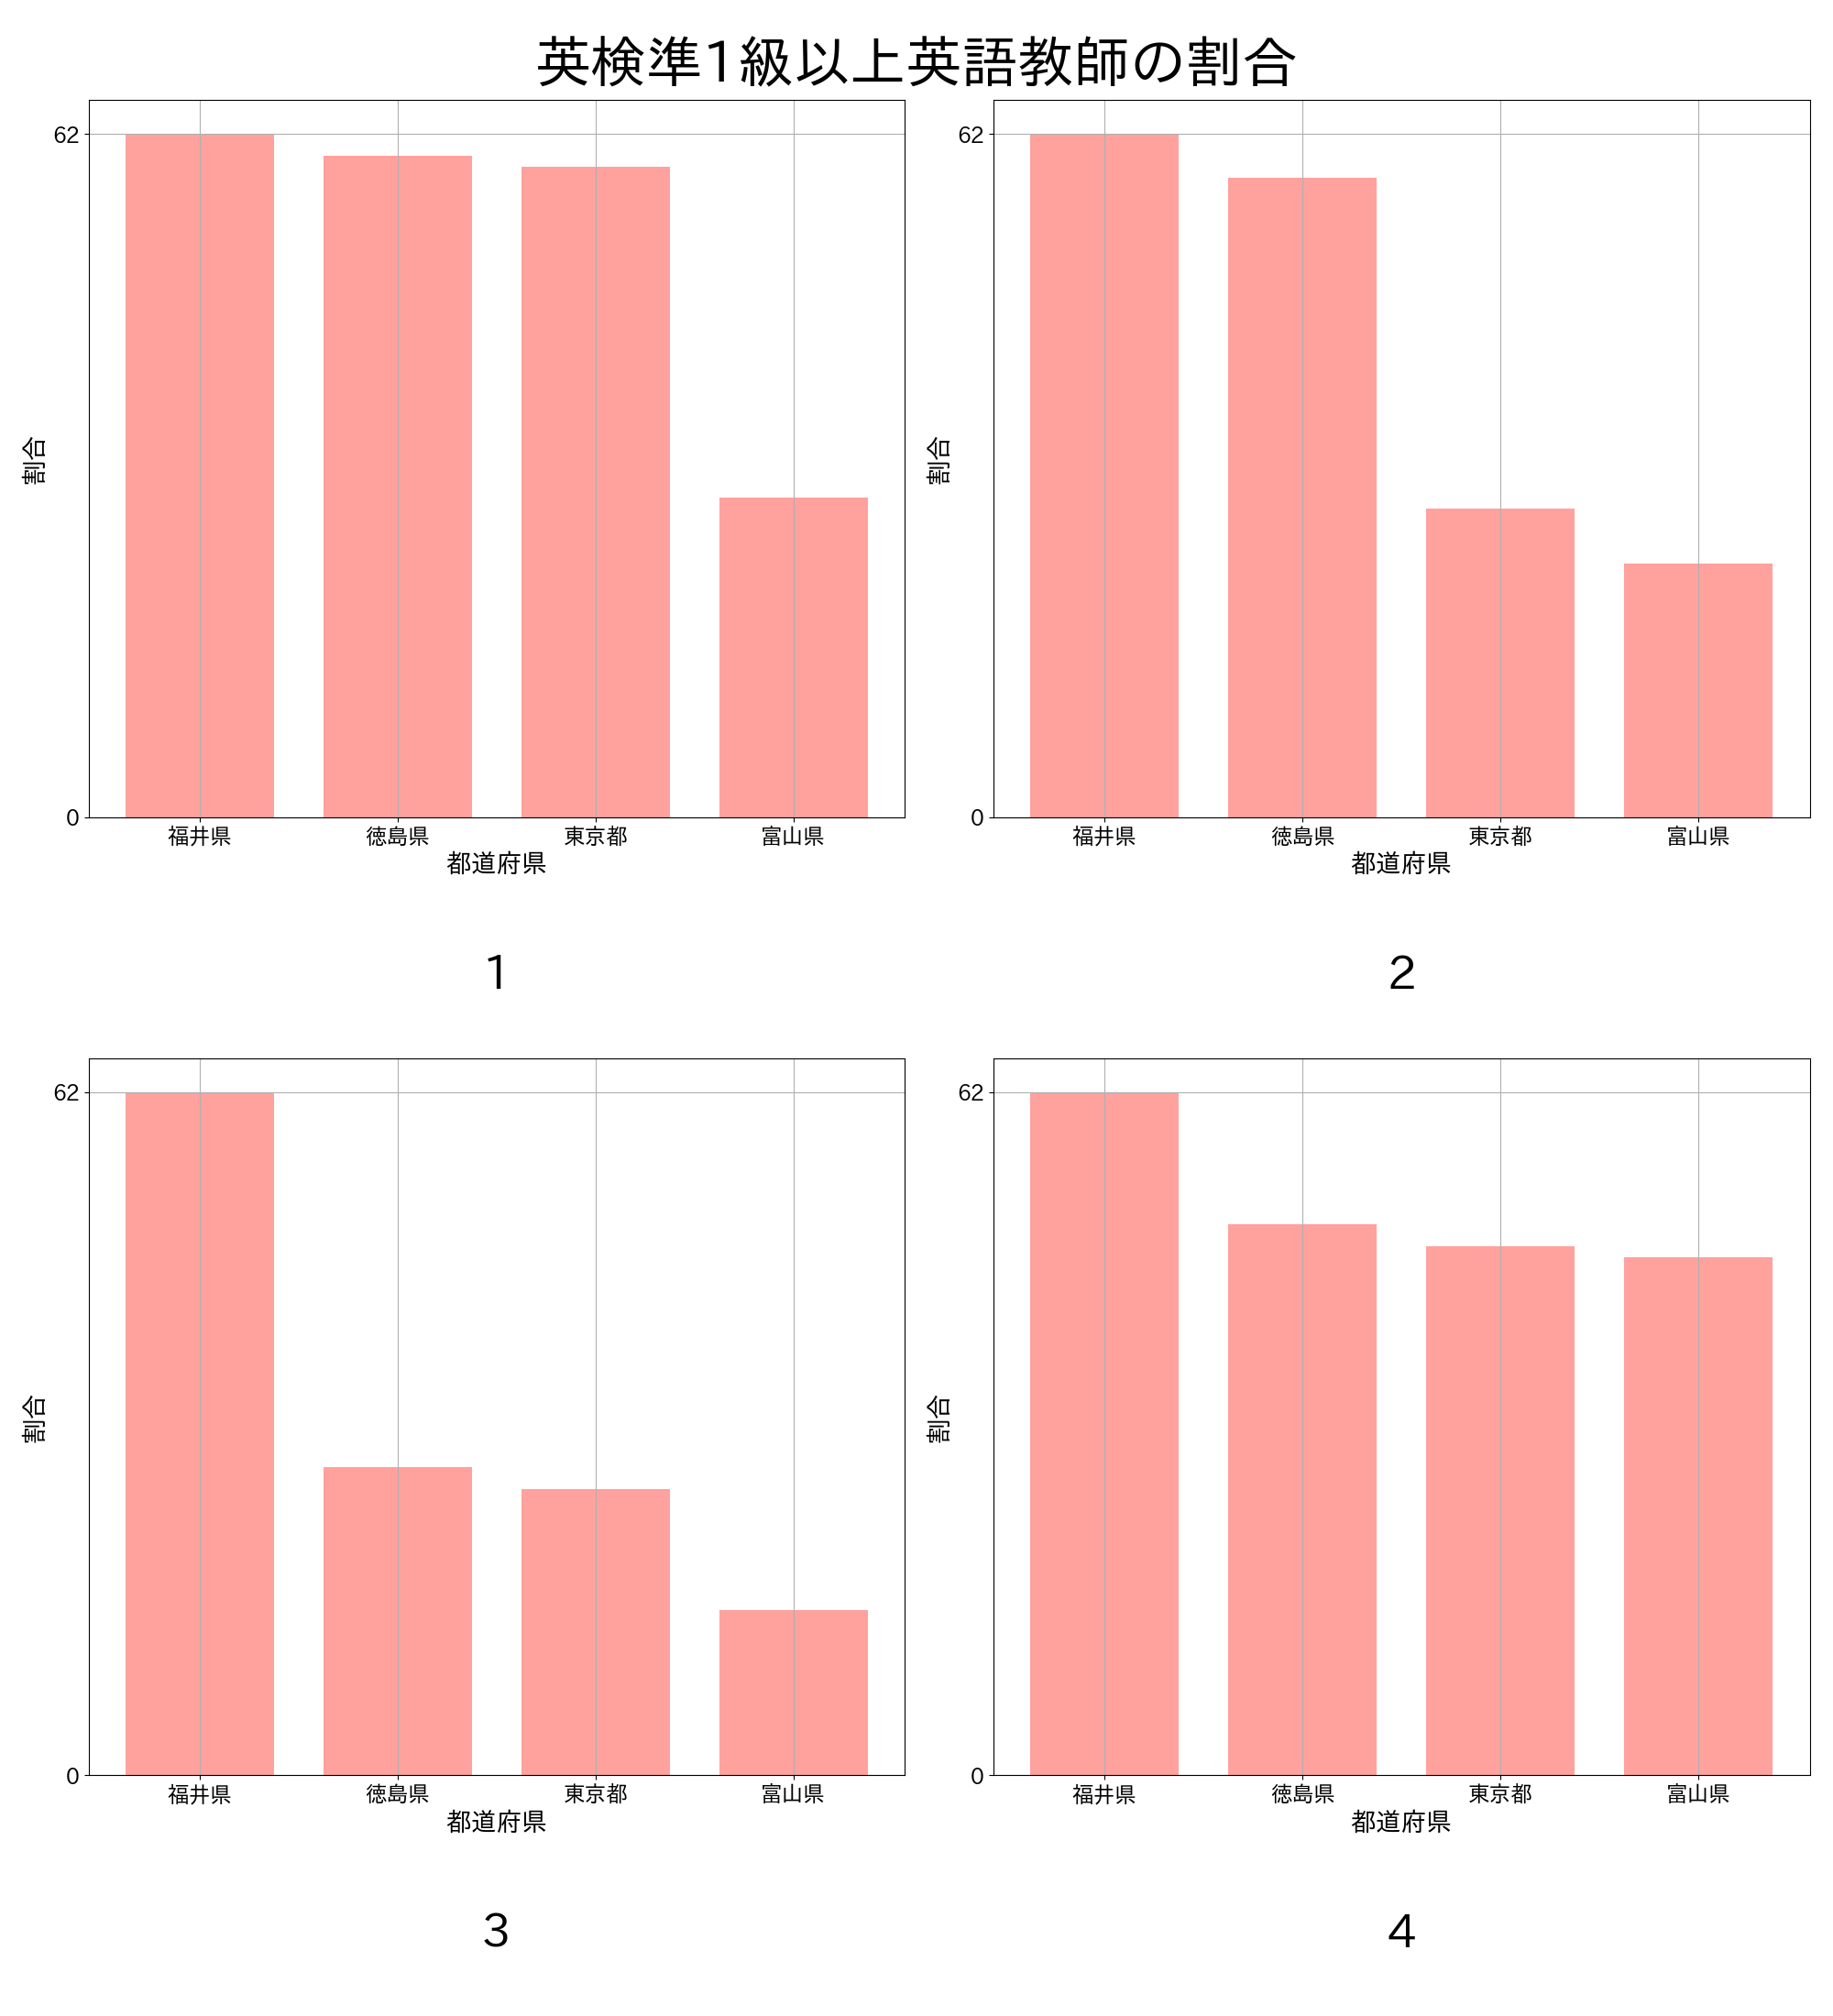 英検準1級以上英語教師の割合
62
0
割合
福井県 徳島県 東京都 富山県
都道府県
1
62
0
割合
福井県 徳島県 東京都 富山県
都道府県
2
62
0
割合
福井県 徳島県 東京都 富山県
都道府県
3
62
0
割合
福井県 徳島県 東京都 富山県
都道府県
4